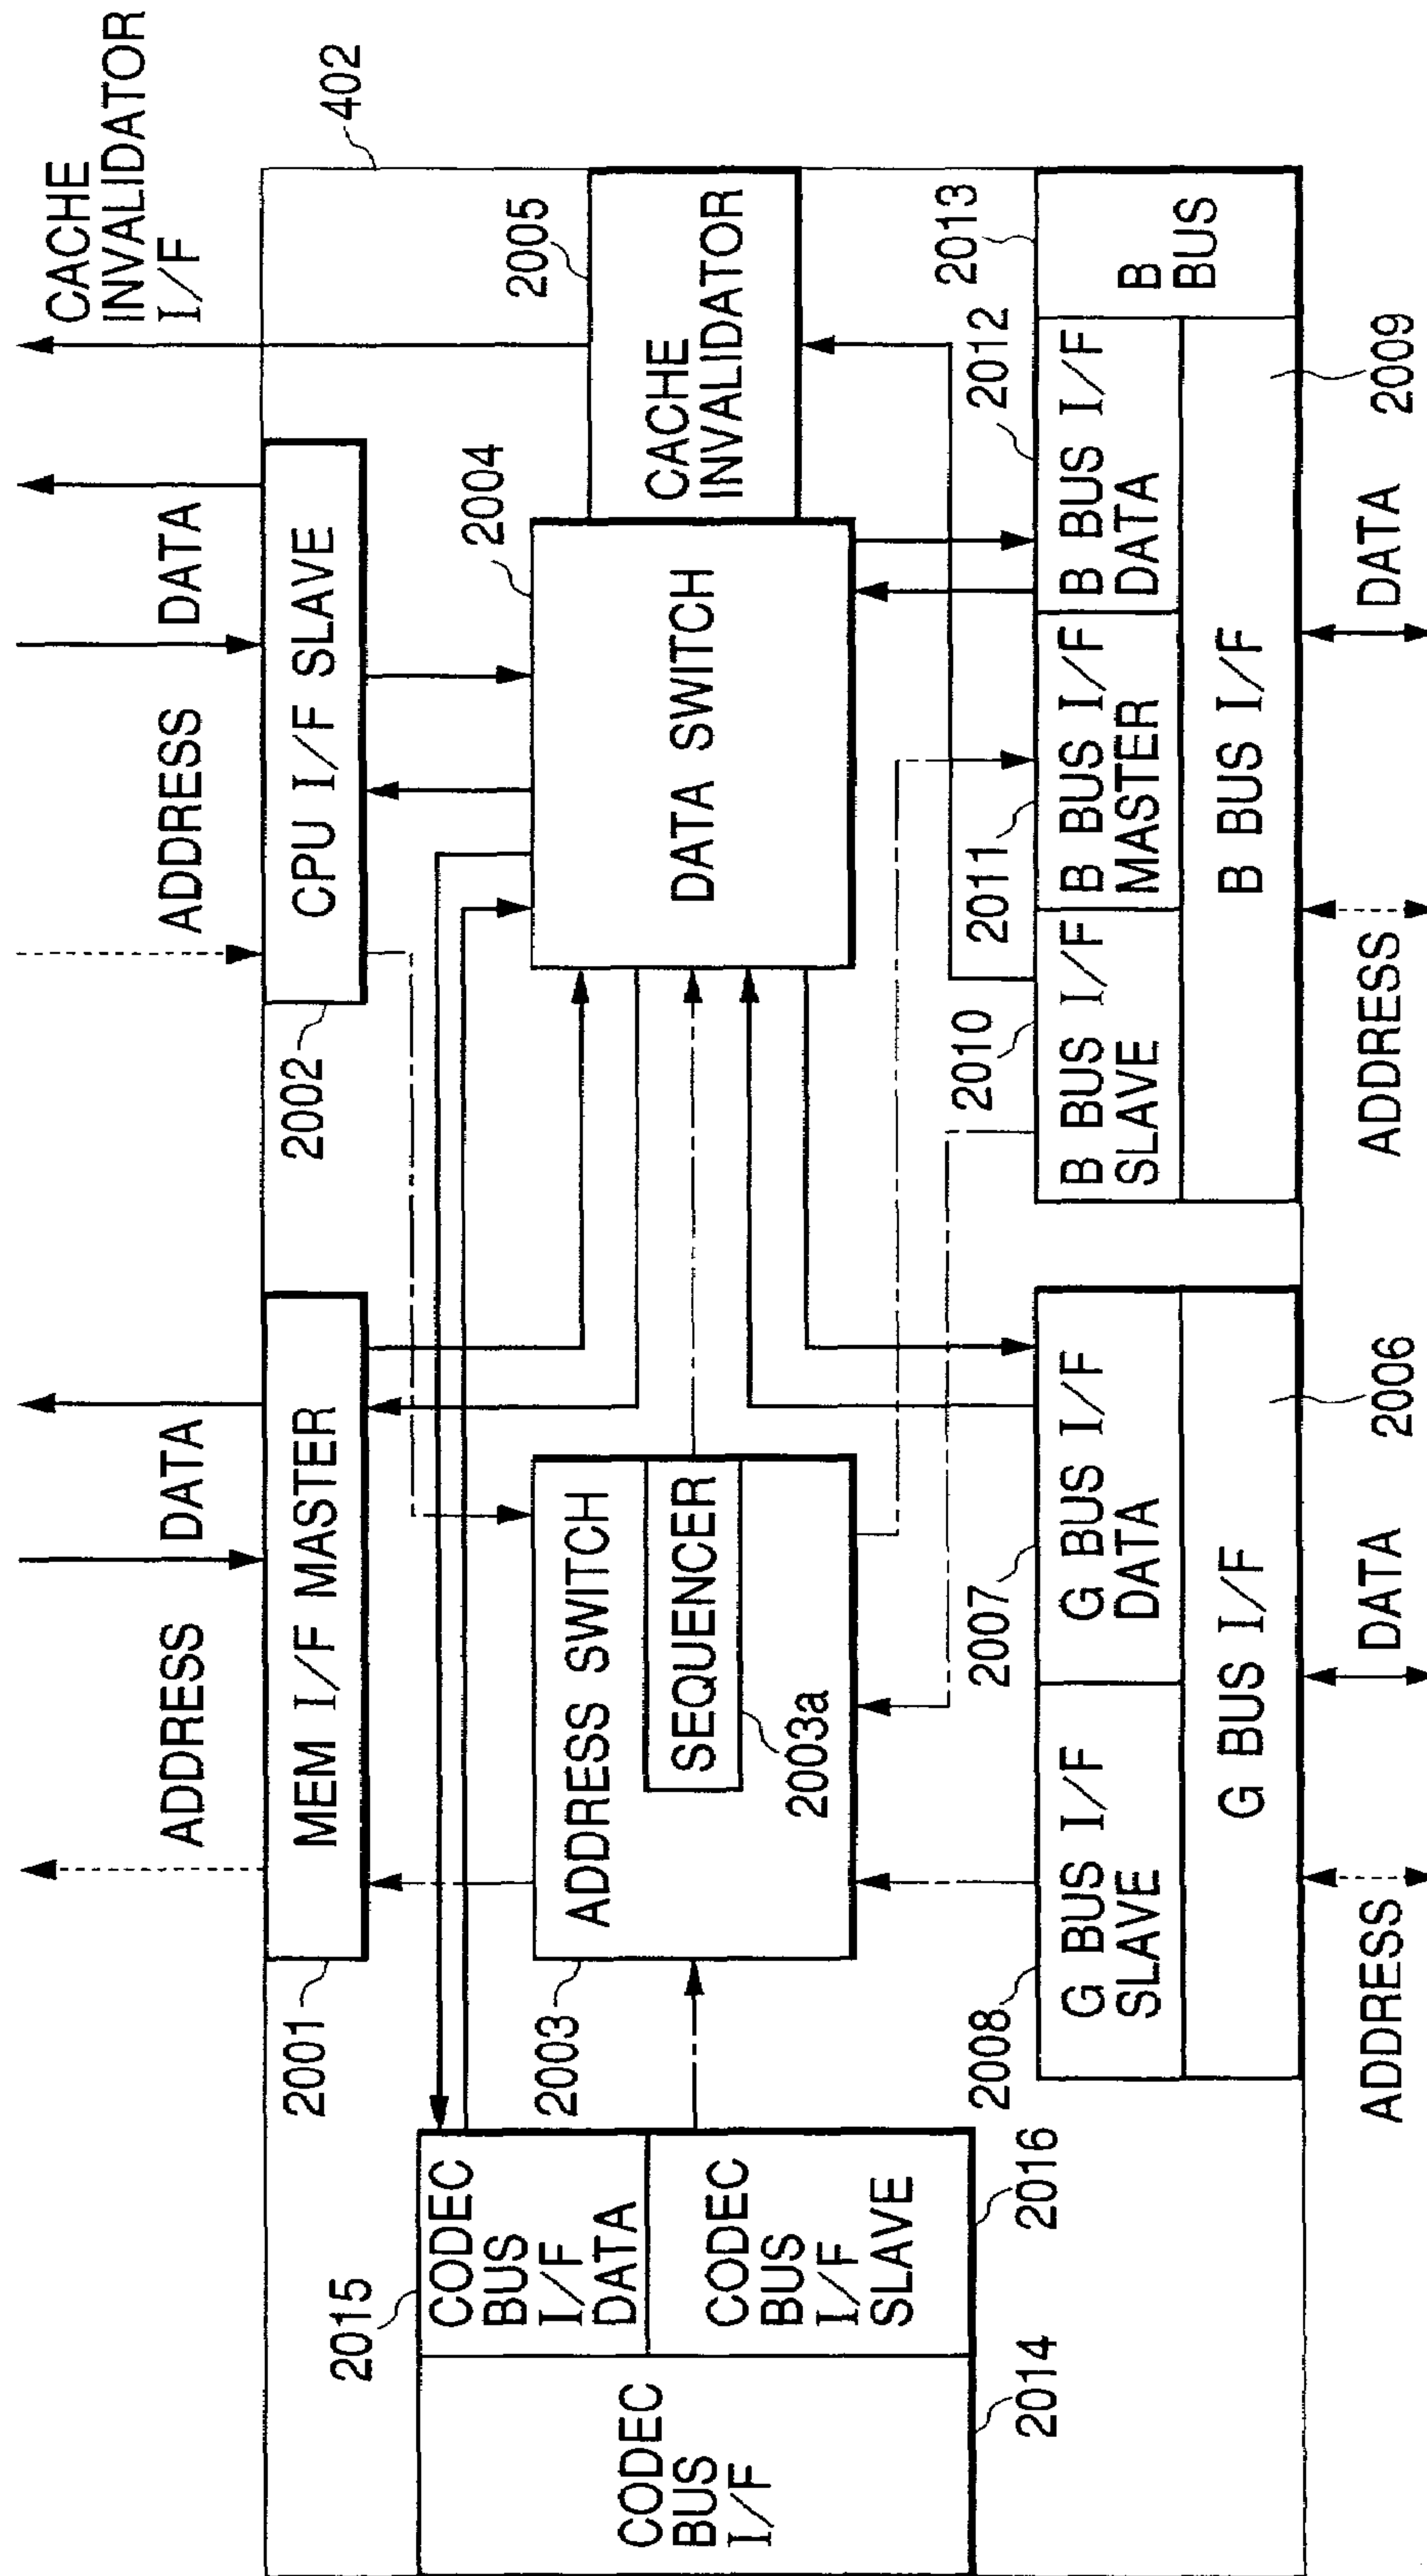 CACHE
INVALIDATOR
I/F
ADDRESS
DATA
ADDRESS
DATA
402
2001
MEM I/F MASTER
2002
CPU I/F SLAVE
2015
CODEC
BUS
I/F
DATA
CODEC
BUS
I/F
CODEC
BUS
I/F
SLAVE
2014
2016
2003
ADDRESS SWITCH
SEQUENCER
2003a
2004
DATA SWITCH
2005
CACHE
INVALIDATOR
2008
G BUS I/F
SLAVE
2007
G BUS I/F
DATA
G BUS I/F
2006
2010
B BUS I/F
SLAVE
2011
B BUS I/F
MASTER
2012
B BUS I/F
DATA
2013
B
BUS
B BUS I/F
2009
ADDRESS
DATA
ADDRESS
DATA